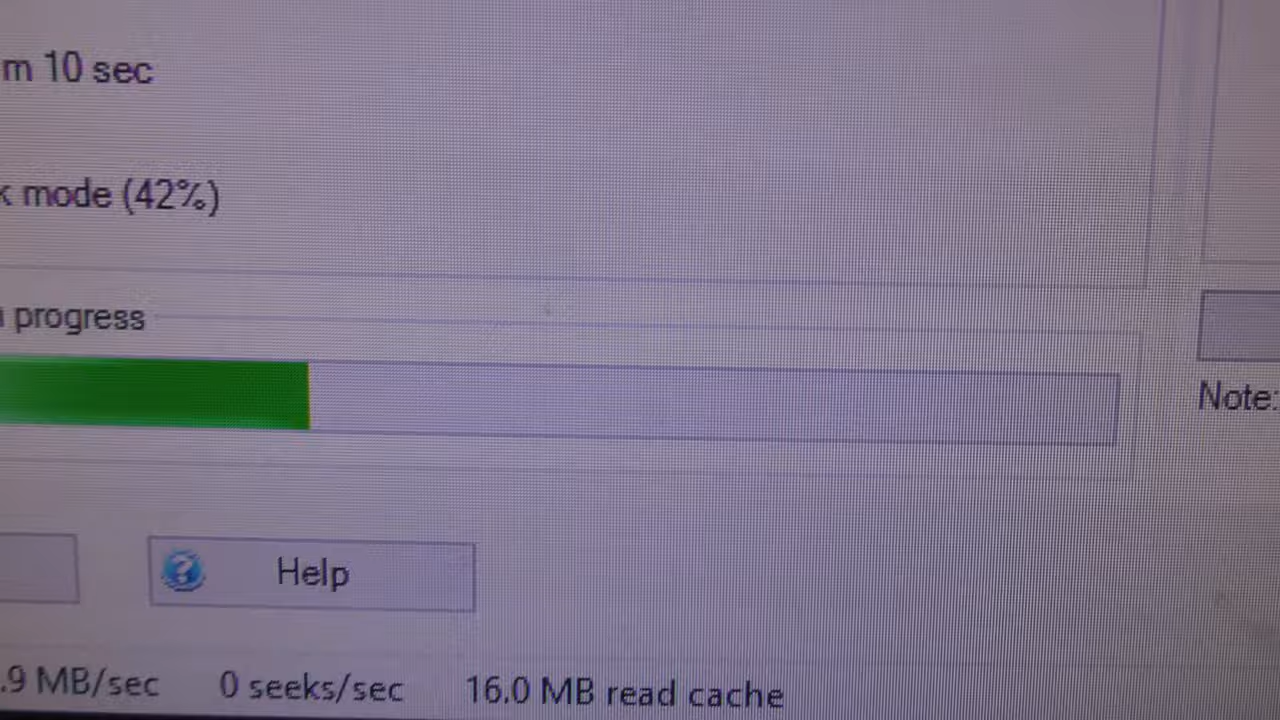 m 10 sec
k mode (42%)
progress
Note:
Help
.9 MB/sec 0 seeks/sec 16.0 MB read cache